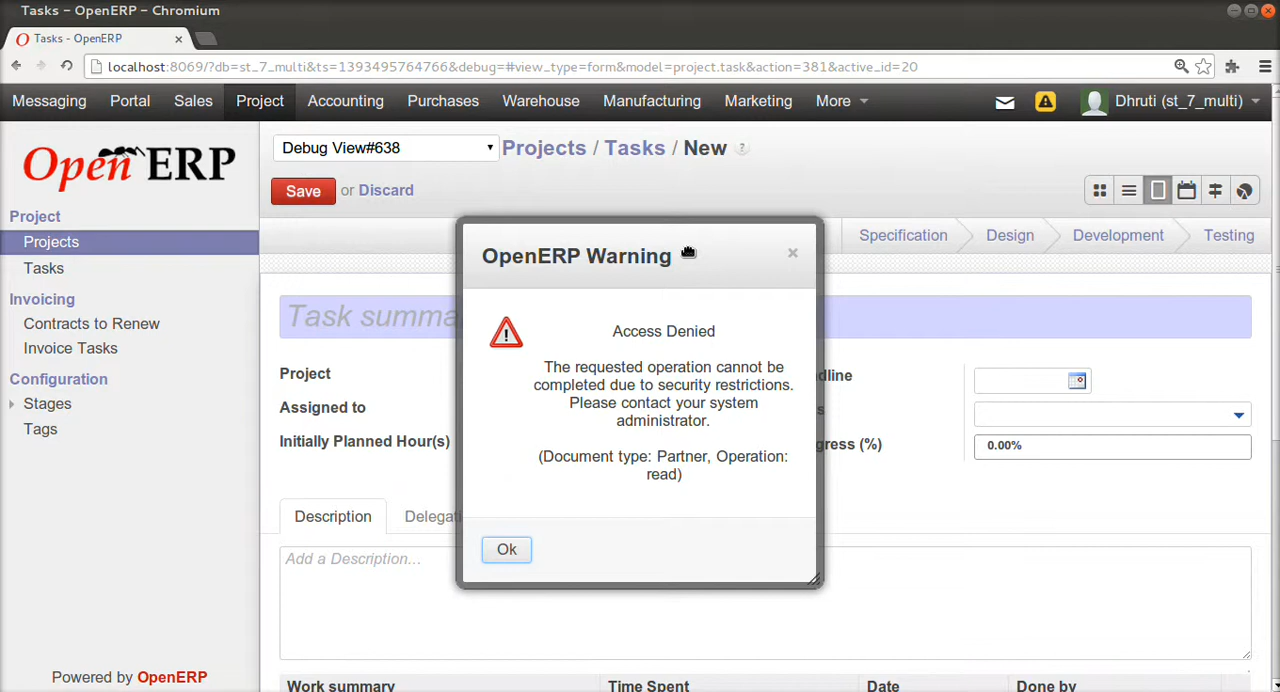 Tasks – OpenERP – Chromium
Tasks - OpenERP
localhost:8069/?db=st_7_multi&ts=1393495764766&debug=#view_type=form&model=project.task&action=381&active_id=20
Messaging Portal Sales Project Accounting Purchases Warehouse Manufacturing Marketing More Dhruti (st_7_multi)
OpenERP
Project
Projects
Tasks
Invoicing
Contracts to Renew
Invoice Tasks
Configuration
Stages
Tags
Powered by OpenERP
Debug View#638 Projects / Tasks / New ?
Save or Discard
Specification Design Development Testing
OpenERP Warning
Access Denied
The requested operation cannot be
completed due to security restrictions.
Please contact your system
administrator.
(Document type: Partner, Operation:
read)
Ok
Task summa
Project
Assigned to
Initially Planned Hour(s)
dline
s
gress (%) 0.00%
Description Delegati
Add a Description...
Work summary Time Spent Date Done by